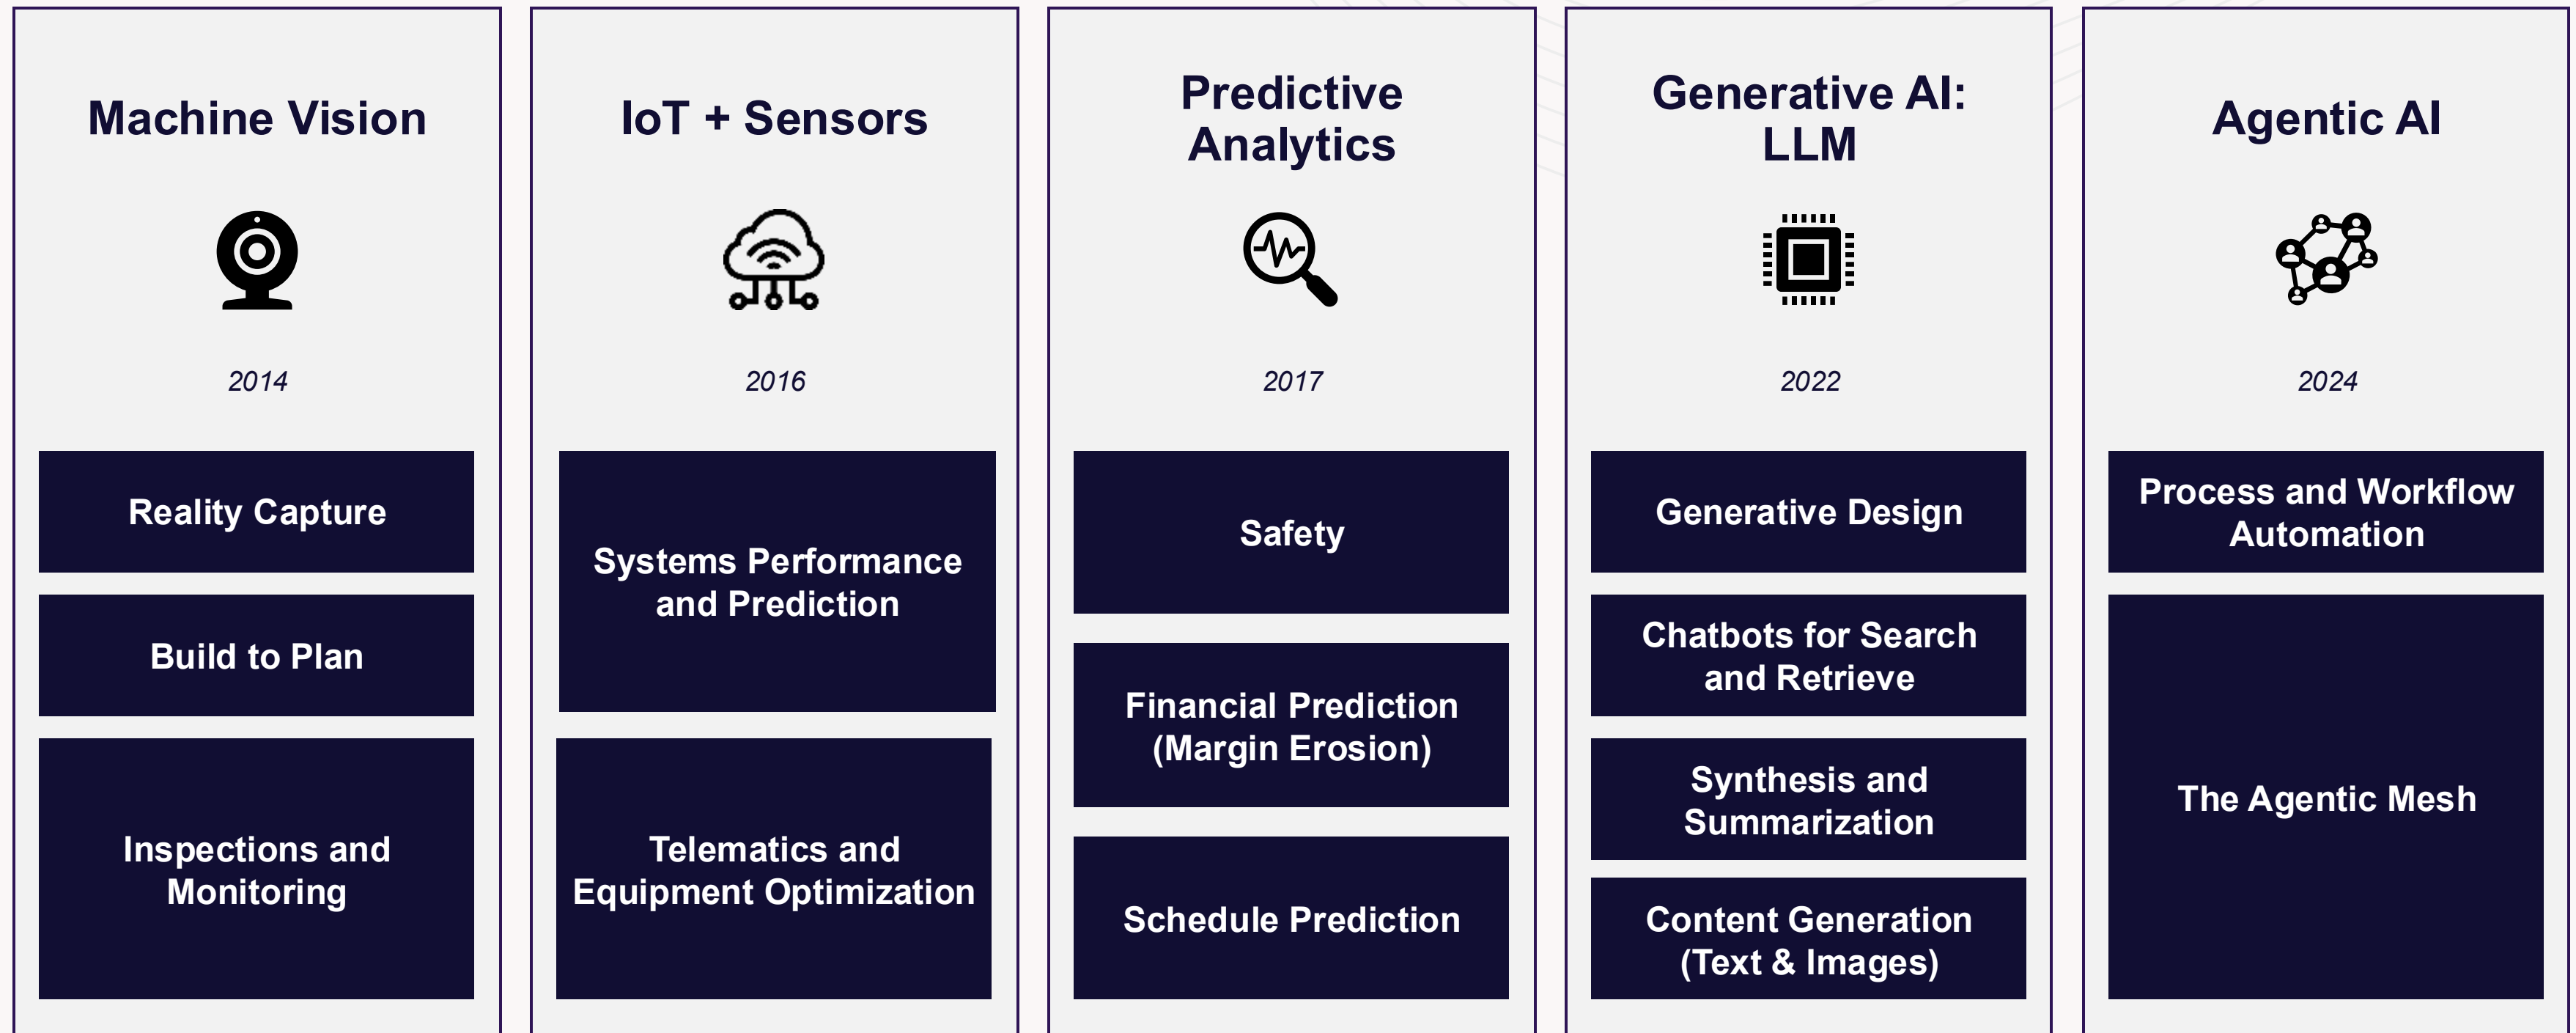 Machine Vision
2014
Reality Capture
Build to Plan
Inspections and
Monitoring
IoT + Sensors
2016
Systems Performance
and Prediction
Telematics and
Equipment Optimization
Predictive
Analytics
2017
Safety
Financial Prediction
(Margin Erosion)
Schedule Prediction
Generative AI:
LLM
2022
Generative Design
Chatbots for Search
and Retrieve
Synthesis and
Summarization
Content Generation
(Text & Images)
Agentic AI
2024
Process and Workflow
Automation
The Agentic Mesh